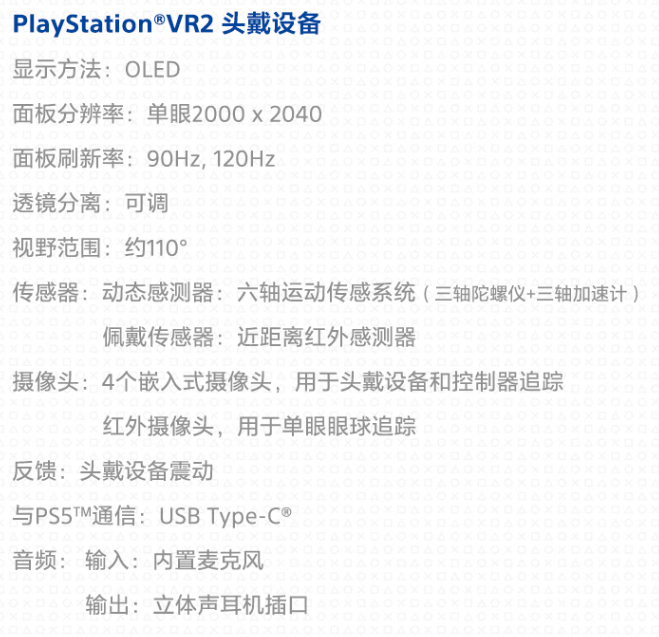 PlayStation®VR2 头戴设备
显示方法：OLED
面板分辨率：单眼2000 x 2040
面板刷新率：90Hz, 120Hz
透镜分离：可调
视野范围：约110°
传感器：动态感测器：六轴运动传感系统（三轴陀螺仪+三轴加速计）
佩戴传感器：近距离红外感测器
摄像头：4个嵌入式摄像头，用于头戴设备和控制器追踪
红外摄像头，用于单眼眼球追踪
反馈：头戴设备震动
与PS5™通信：USB Type-C®
音频： 输入：内置麦克风
输出：立体声耳机插口